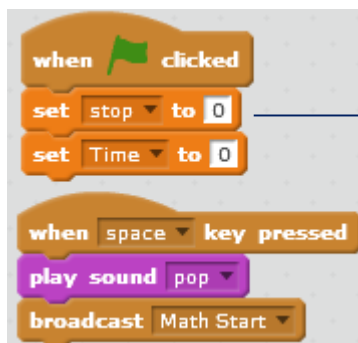 when clicked
set stop to 0
set Time to 0
when space key pressed
play sound pop
broadcast Math Start